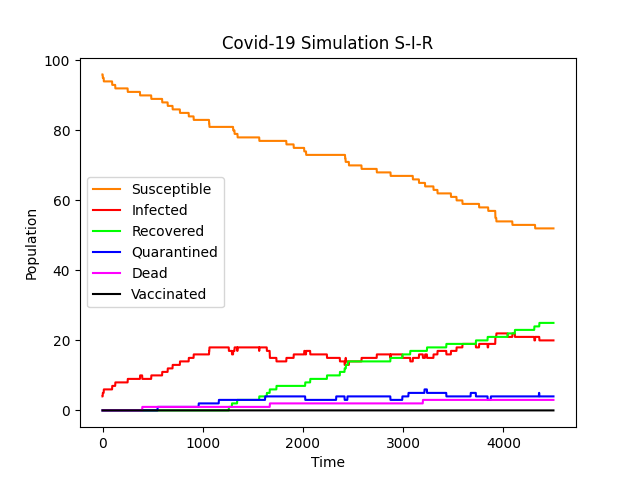 Covid-19 Simulation S-I-R
100
80
60
40
20
0
Population
Susceptible
Infected
Recovered
Quarantined
Dead
Vaccinated
0 1000 2000 3000 4000
Time